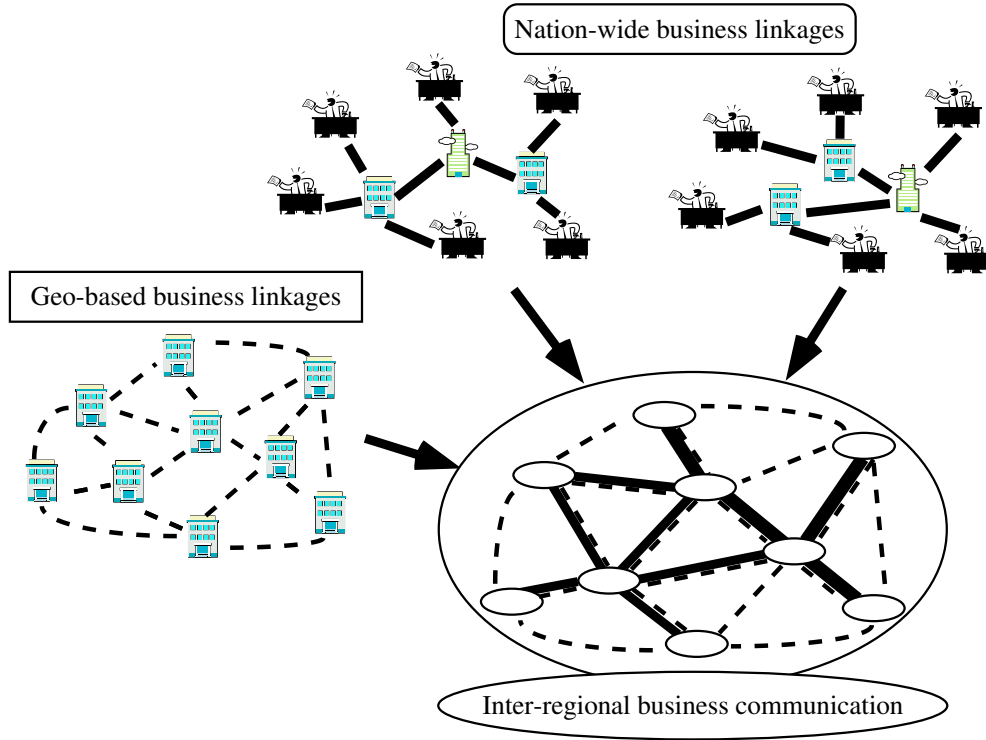 Nation-wide business linkages
Geo-based business linkages
Inter-regional business communication